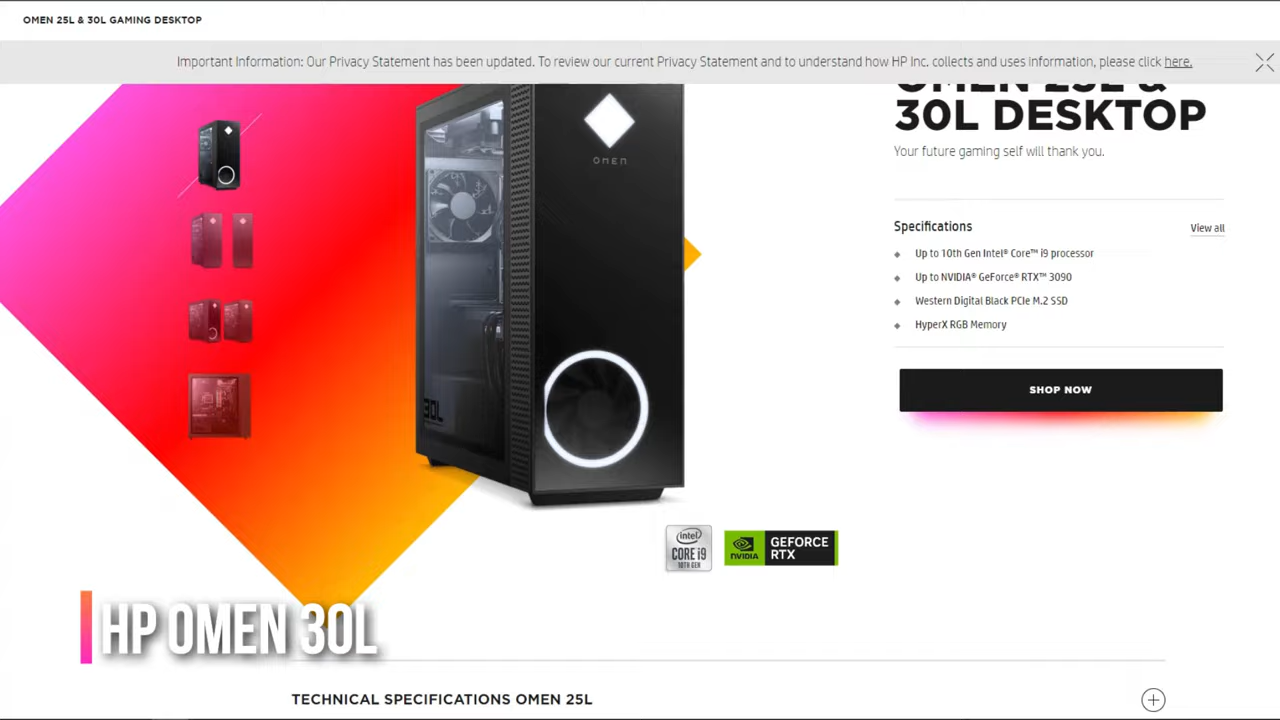 OMEN 25L & 30L GAMING DESKTOP
Important Information: Our Privacy Statement has been updated. To review our current Privacy Statement and to understand how HP Inc. collects and uses information, please click here.
OMEN 25L &
30L DESKTOP
Your future gaming self will thank you.
Specifications
View all
Up to 10th Gen Intel® Core™ i9 processor
Up to NVIDIA® GeForce® RTX™ 3090
Western Digital Black PCIe M.2 SSD
HyperX RGB Memory
SHOP NOW
OMEN
30L
intel
CORE i9
10TH GEN
NVIDIA
GEFORCE
RTX
HP OMEN 30L
TECHNICAL SPECIFICATIONS OMEN 25L